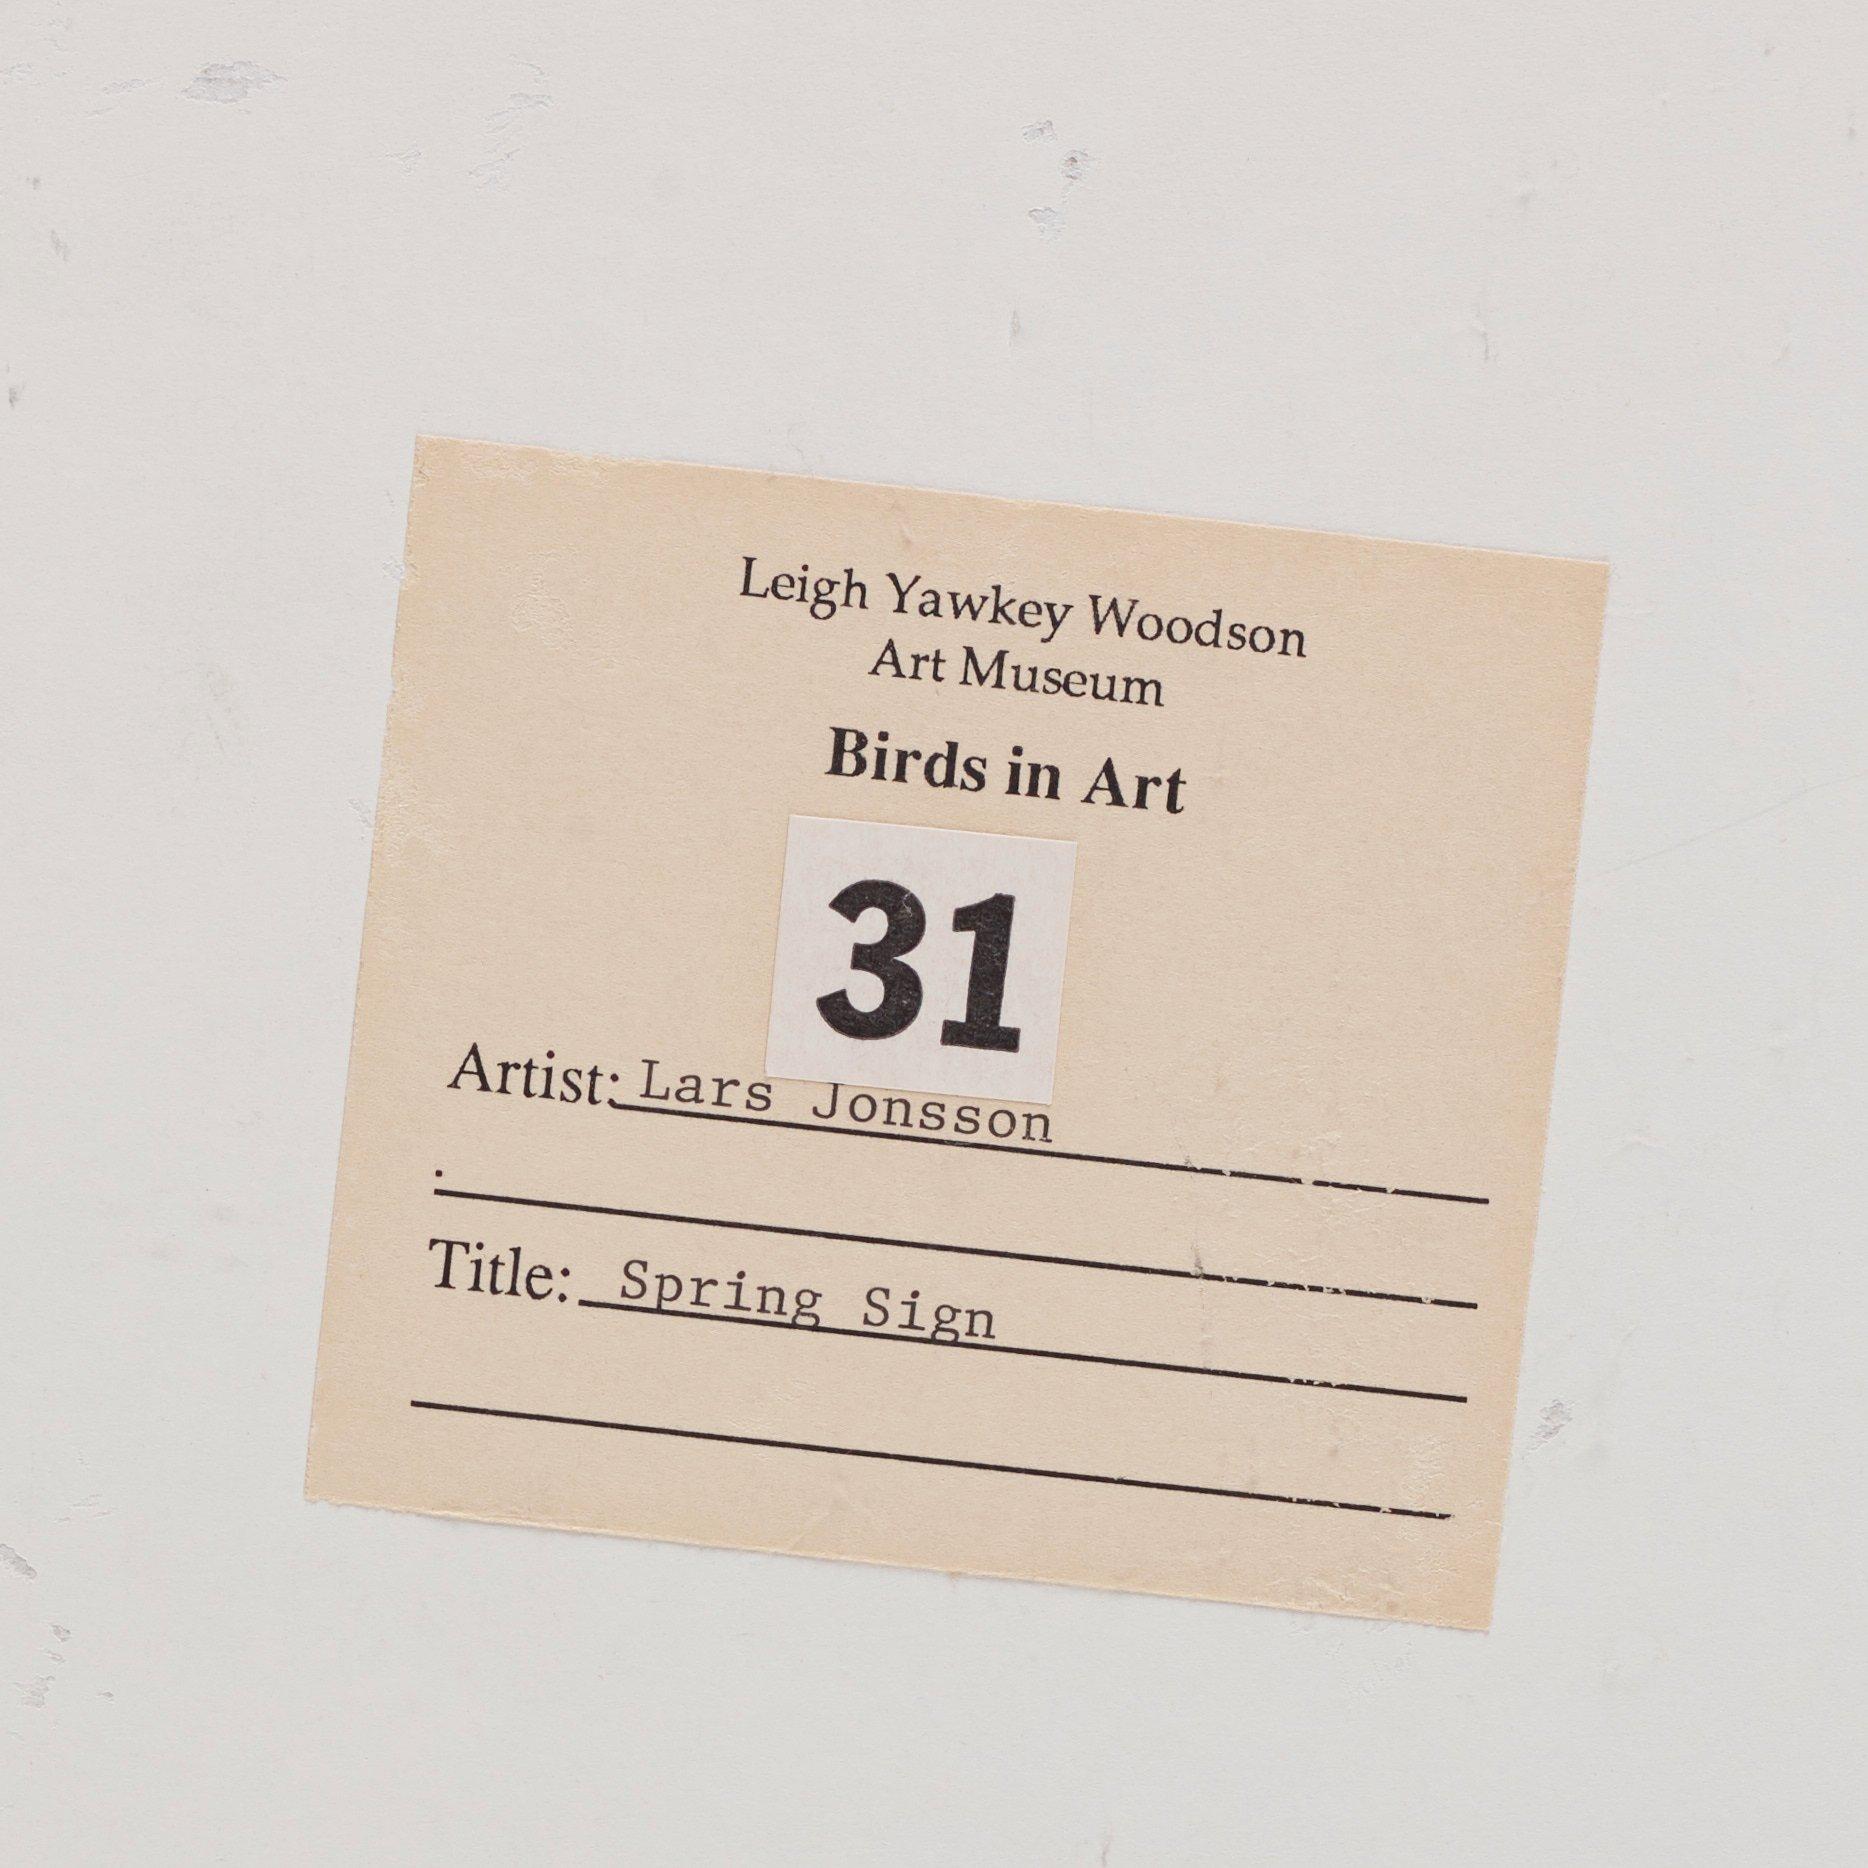 Leigh Yawkey Woodson
Art Museum
Birds in Art
31
Artist: Lars Jonsson
Title: Spring Sign